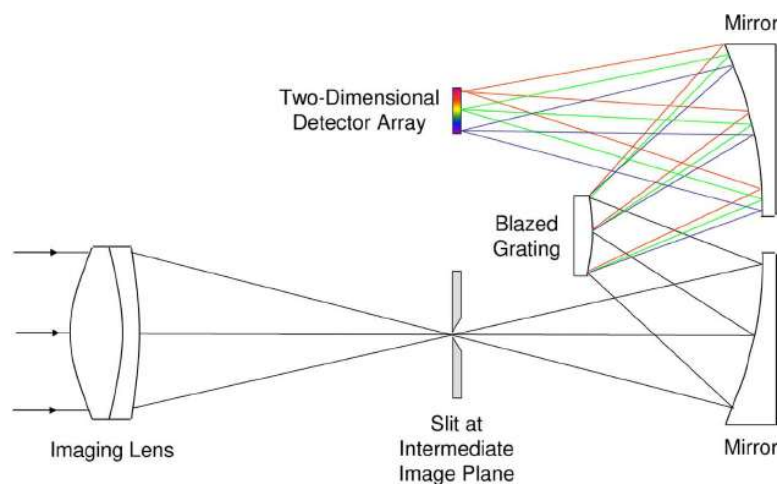 Mirror
Two-Dimensional
Detector Array
Blazed
Grating
Imaging Lens
Slit at
Intermediate
Image Plane
Mirror